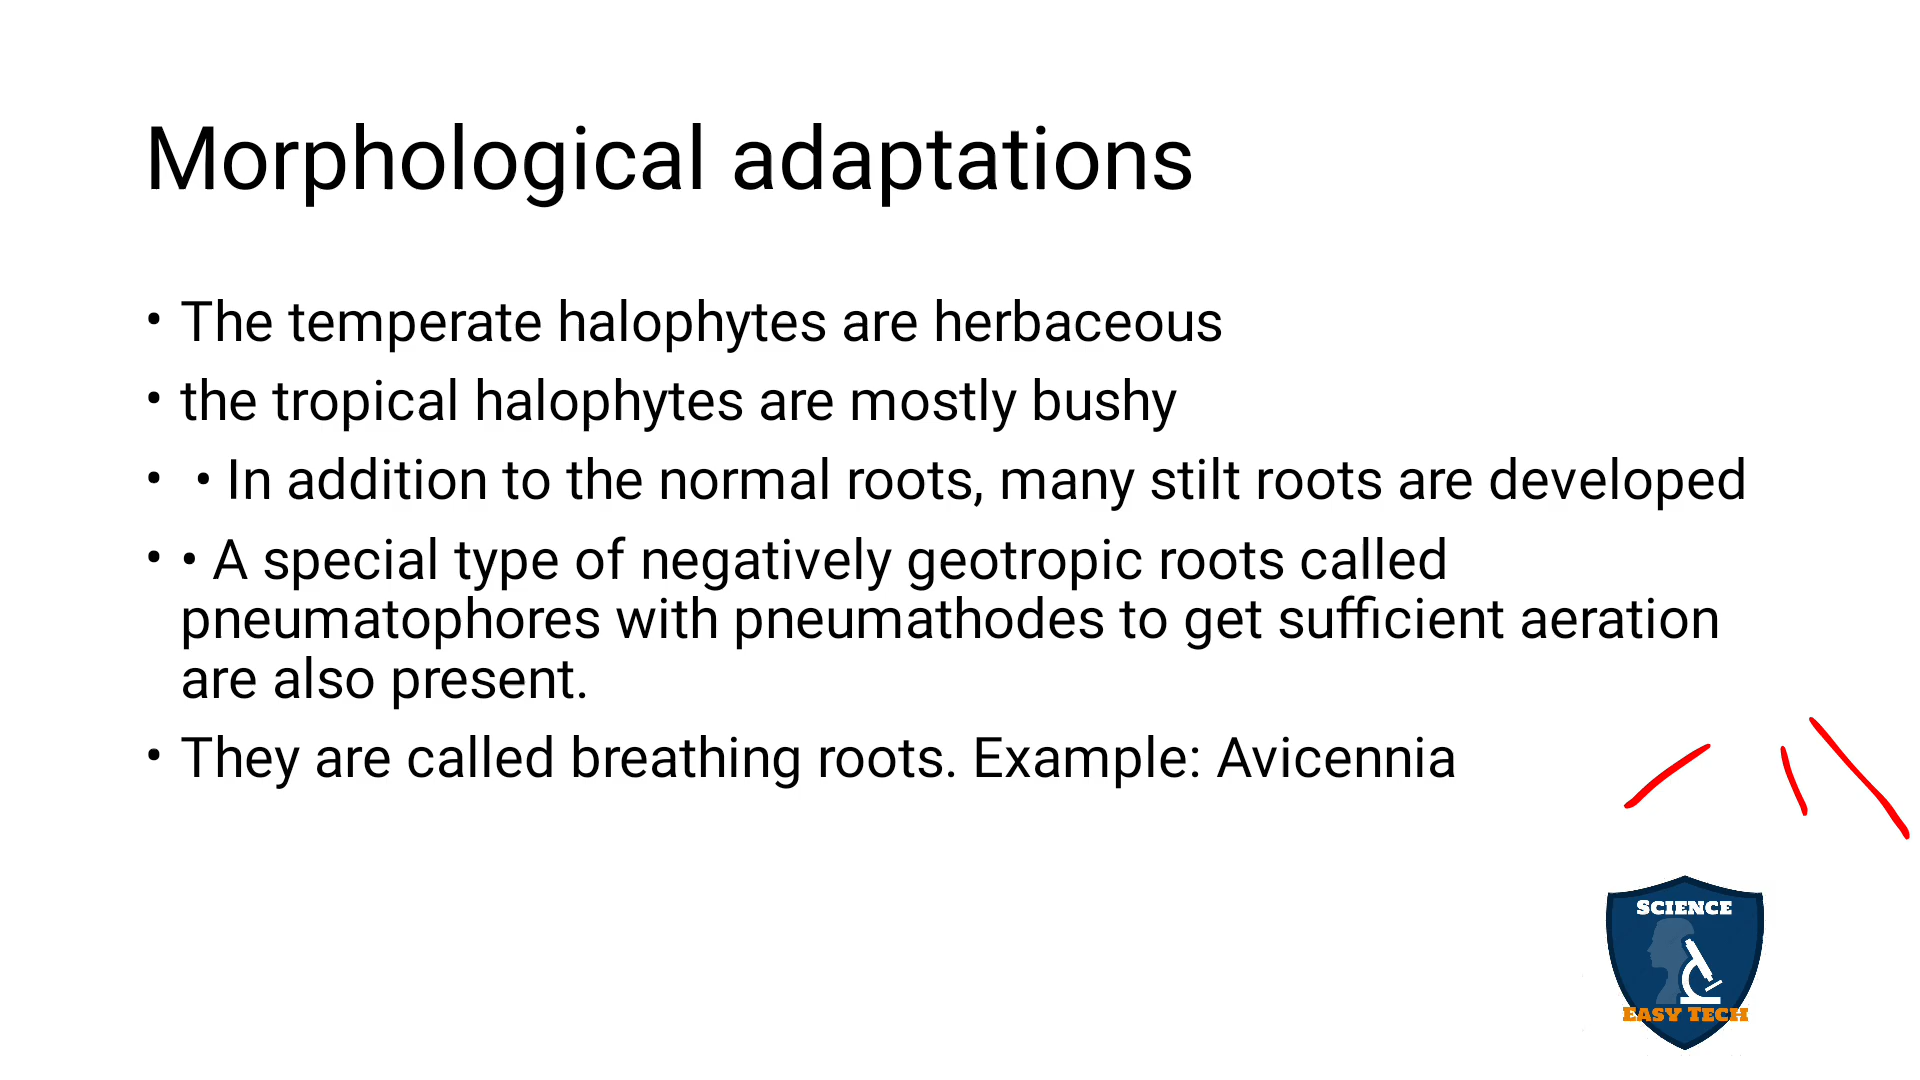 Morphological adaptations
• The temperate halophytes are herbaceous
• the tropical halophytes are mostly bushy
• • In addition to the normal roots, many stilt roots are developed
• • A special type of negatively geotropic roots called
pneumatophores with pneumathodes to get sufficient aeration
are also present.
• They are called breathing roots. Example: Avicennia
SCIENCE
EASY TECH